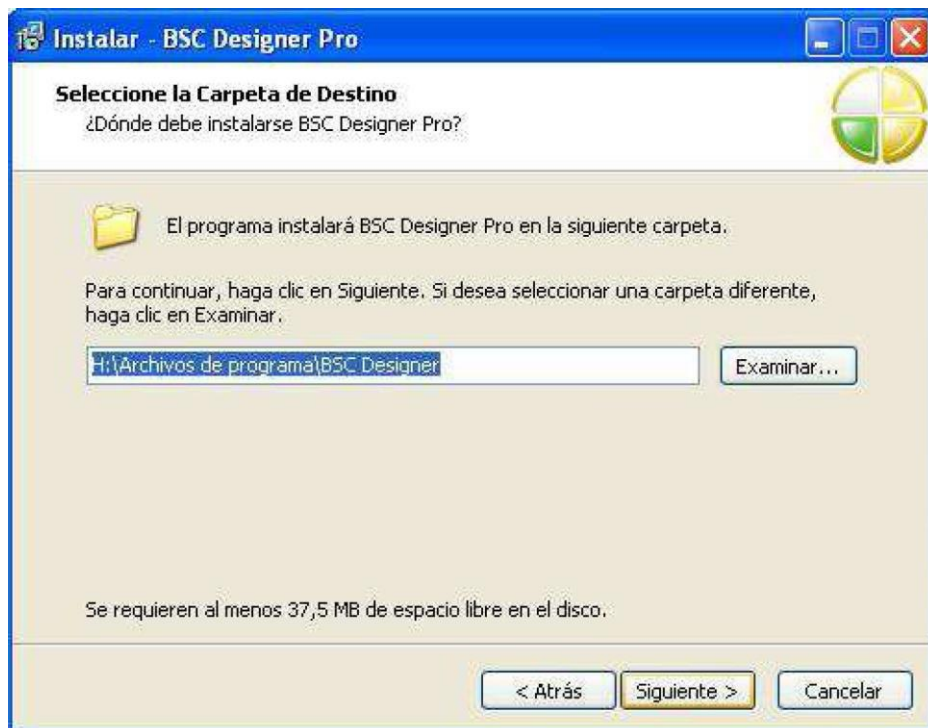 Instalar - BSC Designer Pro
Seleccione la Carpeta de Destino
¿Dónde debe instalarse BSC Designer Pro?
El programa instalará BSC Designer Pro en la siguiente carpeta.
Para continuar, haga clic en Siguiente. Si desea seleccionar una carpeta diferente,
haga clic en Examinar.
H:\Archivos de programa\BSC Designer
Examinar...
Se requieren al menos 37,5 MB de espacio libre en el disco.
< Atrás
Siguiente >
Cancelar